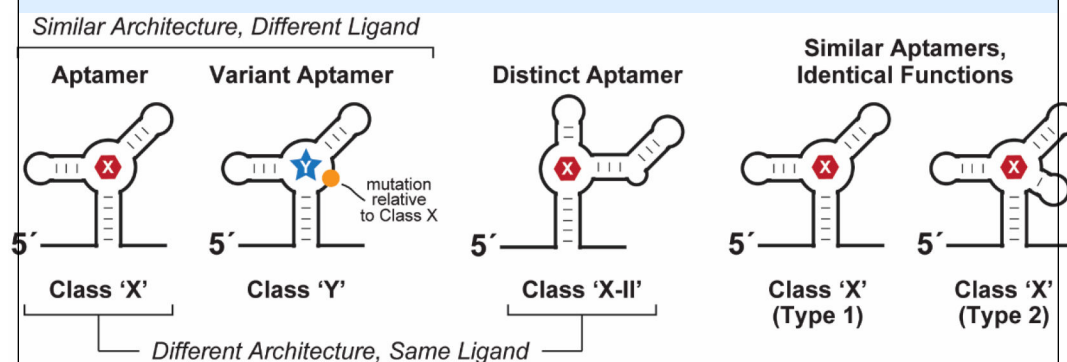 Similar Architecture, Different Ligand
Aptamer
Variant Aptamer
Distinct Aptamer
Similar Aptamers,
Identical Functions
X
Y
mutation
relative
to Class X
X
X
X
5´
5´
5´
5´
5´
Class ‘X’
Class ‘Y’
Class ‘X-II’
Class ‘X’
(Type 1)
Class ‘X’
(Type 2)
Different Architecture, Same Ligand